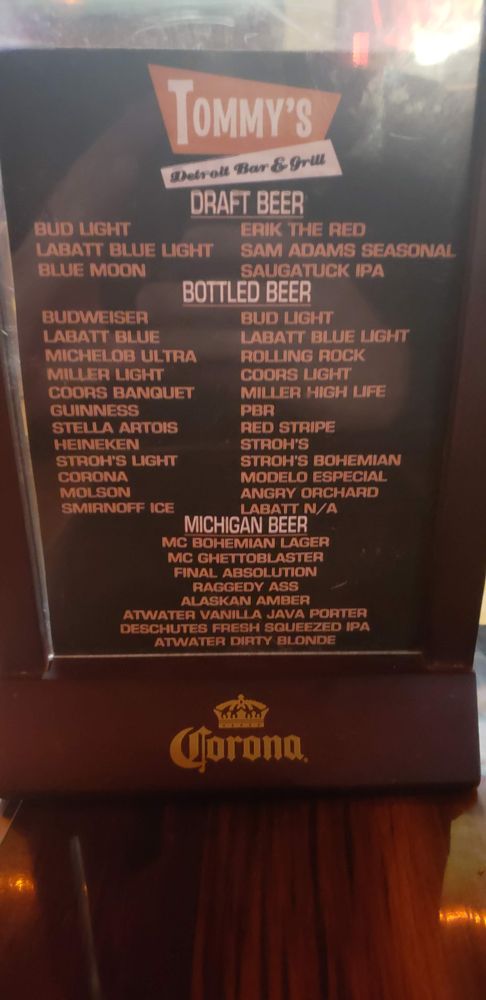 TOMMY'S
Detroit Bar & Grill
DRAFT BEER
BUD LIGHT ERIK THE RED
LABATT BLUE LIGHT SAM ADAMS SEASONAL
BLUE MOON SAUGATUCK IPA
BOTTLED BEER
BUDWEISER BUD LIGHT
LABATT BLUE LABATT BLUE LIGHT
MICHELOB ULTRA ROLLING ROCK
MILLER LIGHT COORS LIGHT
COORS BANQUET MILLER HIGH LIFE
GUINNESS PBR
STELLA ARTOIS RED STRIPE
HEINEKEN STROH'S
STROH'S LIGHT STROH'S BOHEMIAN
CORONA MODELO ESPECIAL
MOLSON ANGRY ORCHARD
SMIRNOFF ICE LABATT N/A
MICHIGAN BEER
MC BOHEMIAN LAGER
MC GHETTOBLASTER
FINAL ABSOLUTION
RAGGEDY ASS
ALASKAN AMBER
ATWATER VANILLA JAVA PORTER
DESCHUTES FRESH SQUEEZED IPA
ATWATER DIRTY BLONDE
Corona